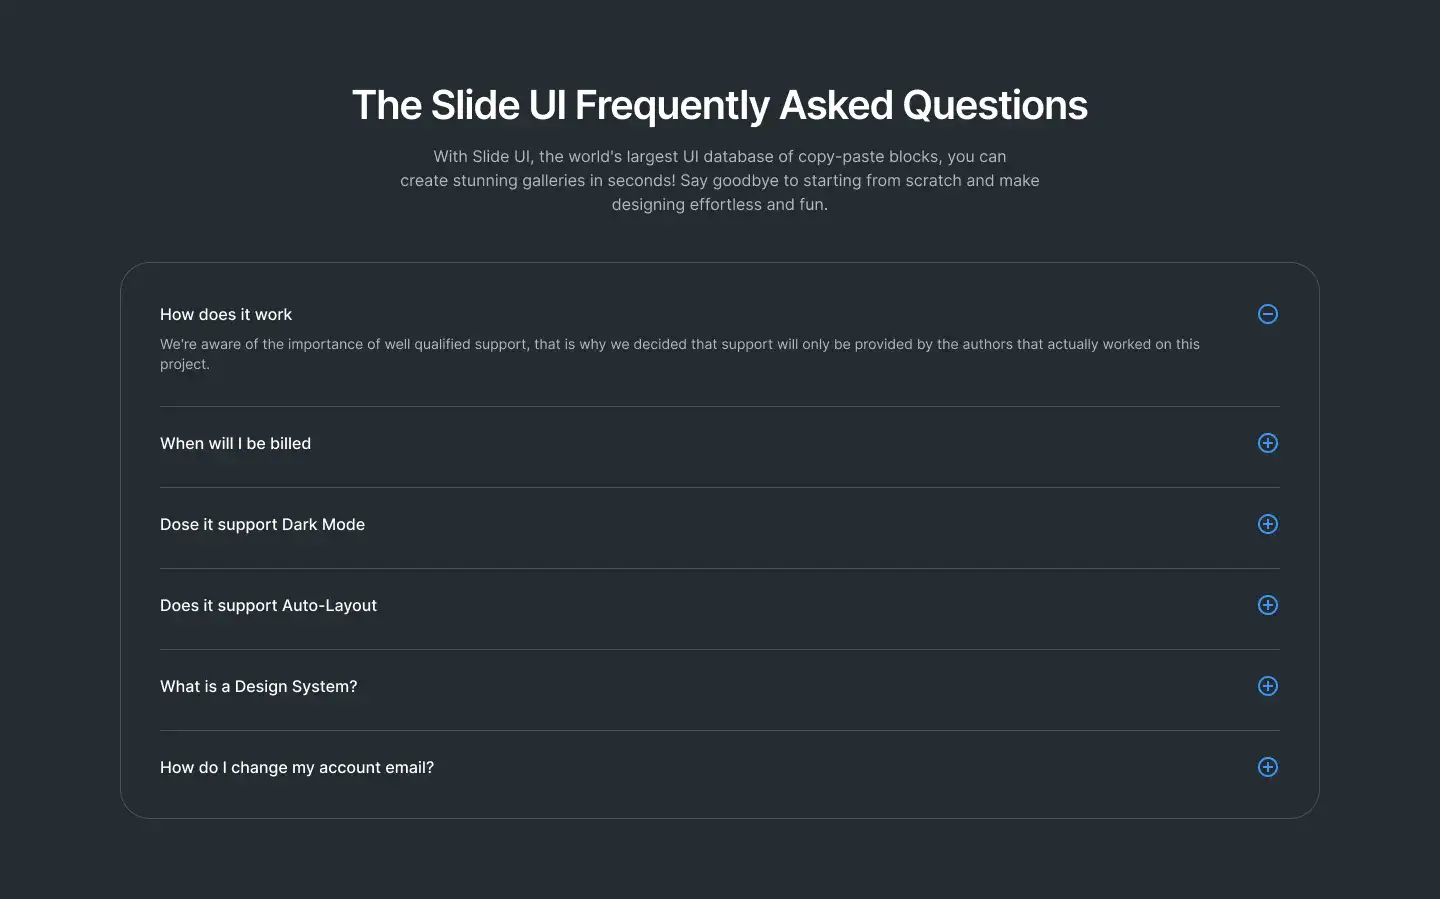 The Slide UI Frequently Asked Questions
With Slide UI, the world's largest UI database of copy-paste blocks, you can
create stunning galleries in seconds! Say goodbye to starting from scratch and make
designing effortless and fun.
How does it work
We're aware of the importance of well qualified support, that is why we decided that support will only be provided by the authors that actually worked on this
project.
When will I be billed
Dose it support Dark Mode
Does it support Auto-Layout
What is a Design System?
How do I change my account email?